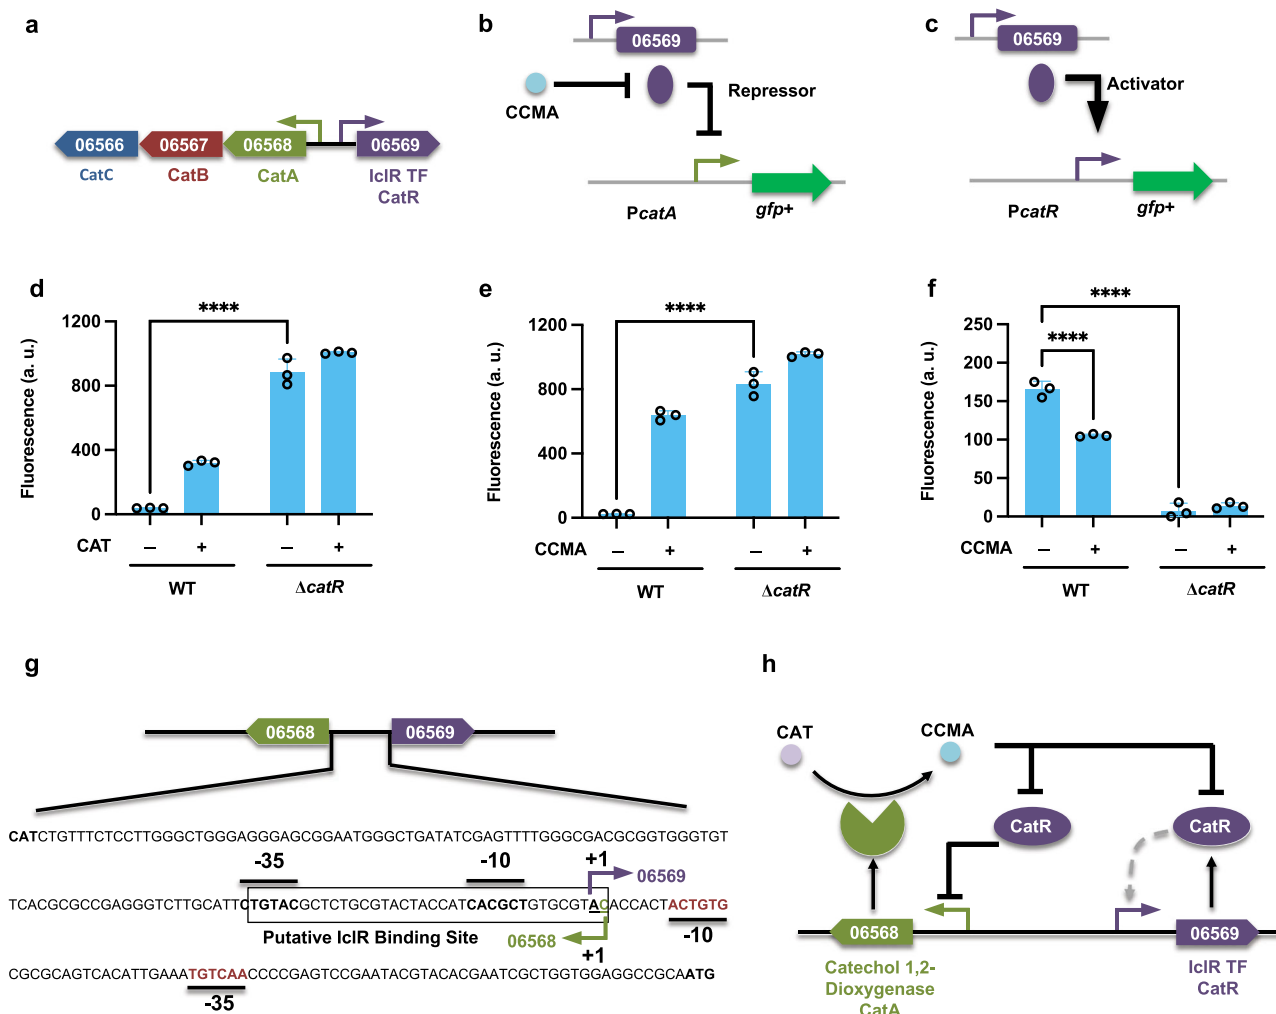 a
06566 06567 06568 06569
CatC CatB CatA IclR TF
CatR
b
06569
CCMA
Repressor
PcatA gfp+
c
06569
Activator
PcatR gfp+
d
****
Fluorescence (a. u.)
1200
800
400
0
CAT – + – +
WT ΔcatR
e
****
Fluorescence (a. u.)
1200
800
400
0
CCMA – + – +
WT ΔcatR
f
****
****
Fluorescence (a. u.)
250
200
150
100
50
0
CCMA – + – +
WT ΔcatR
g
06568 06569
CATCTGTTTCTCCTTGGGCTGGGAGGGAGCGGAATGGGCTGATATCGAGTTTTGGGCGACGCGGTGGGTGT
-35 -10 +1
06569
TCACGCGCCGAGGGTCTTGCATTCTGTACGCTCTGCGTACTACCATCACGCTGTGCGTACACCACTACTGTG
Putative IclR Binding Site 06568 -10
+1
CGCGCAGTCACATTGAAATGTCAACCCCGAGTCCGAATACGTACACGAATCGCTGGTGGAGGCCGCAATG
-35
h
CAT CCMA
CatR CatR
06568 06569
Catechol 1,2-
Dioxygenase
CatA
IclR TF
CatR